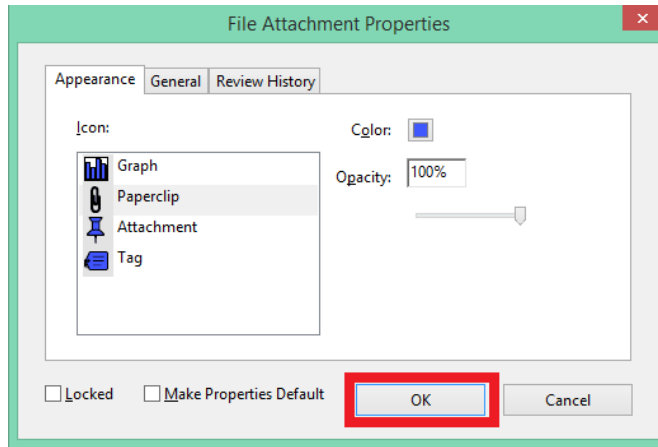 File Attachment Properties
Appearance General Review History
Icon: Color:
Graph
Opacity: 100%
Paperclip
Attachment
Tag
Locked Make Properties Default OK Cancel